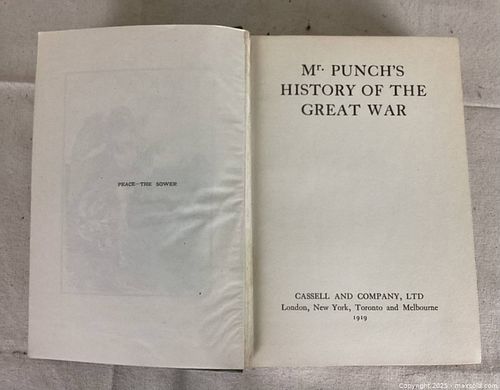 PEACE—THE SOWER
Mr. PUNCH'S
HISTORY OF THE
GREAT WAR
CASSELL AND COMPANY, LTD
London, New York, Toronto and Melbourne
1919
Copyright 2025 - maxsold.com